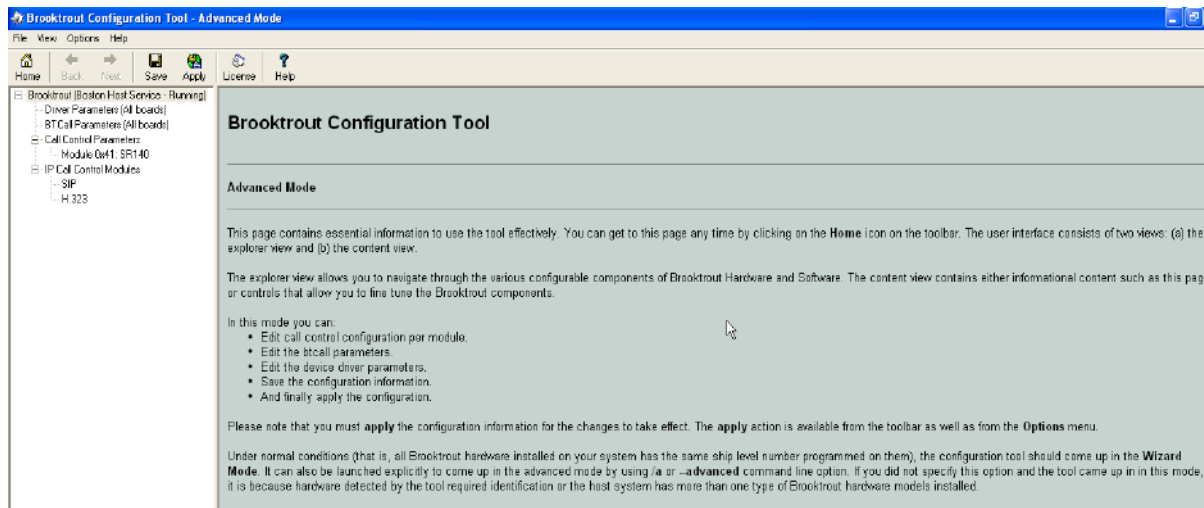 Brooktrout Configuration Tool - Advanced Mode
File View Options Help
Home Back Next Save Apply License Help
Brooktrout (Boston Host Service - Running)
Driver Parameters (All boards)
BTCall Parameters (All boards)
Call Control Parameters
Module 0x41: SR140
IP Call Control Modules
SIP
H.323
Brooktrout Configuration Tool
Advanced Mode
This page contains essential information to use the tool effectively. You can get to this page any time by clicking on the Home icon on the toolbar. The user interface consists of two views: (a) the
explorer view and (b) the content view.
The explorer view allows you to navigate through the various configurable components of Brooktrout Hardware and Software. The content view contains either informational content such as this pag
or controls that allow you to fine tune the Brooktrout components.
In this mode you can:
• Edit call control configuration per module.
• Edit the btcall parameters.
• Edit the device driver parameters.
• Save the configuration information.
• And finally apply the configuration.
Please note that you must apply the configuration information for the changes to take effect. The apply action is available from the toolbar as well as from the Options menu.
Under normal conditions (that is, all Brooktrout hardware installed on your system has the same ship level number programmed on them), the configuration tool should come up in the Wizard
Mode. It can also be launched explicitly to come up in the advanced mode by using /a or --advanced command line option. If you did not specify this option and the tool came up in in this mode,
it is because hardware detected by the tool required identification or the host system has more than one type of Brooktrout hardware models installed.